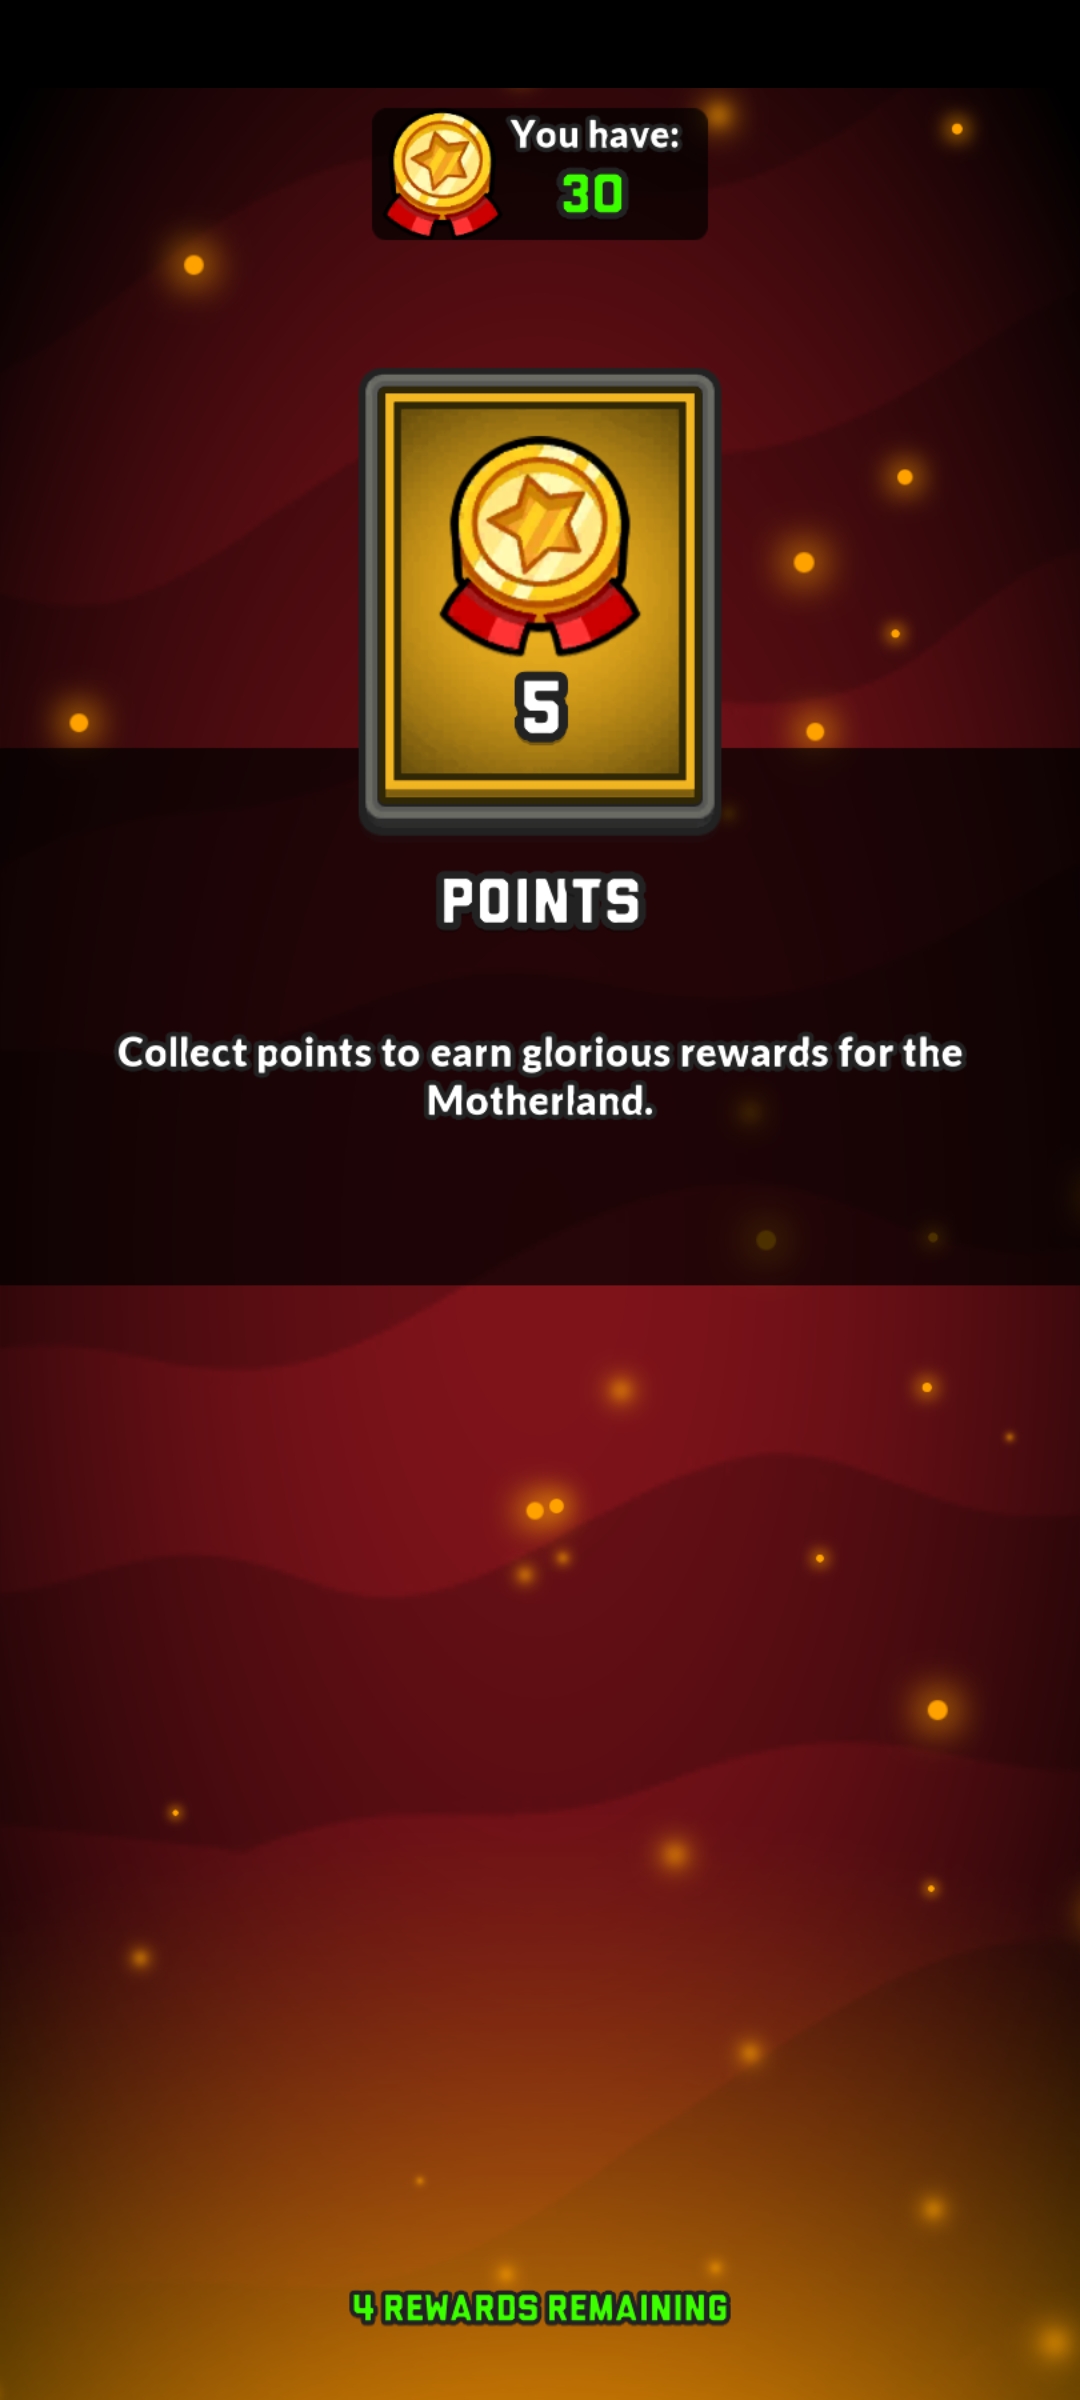 You have:
30
5
POINTS
Collect points to earn glorious rewards for the
Motherland.
4 REWARDS REMAINING